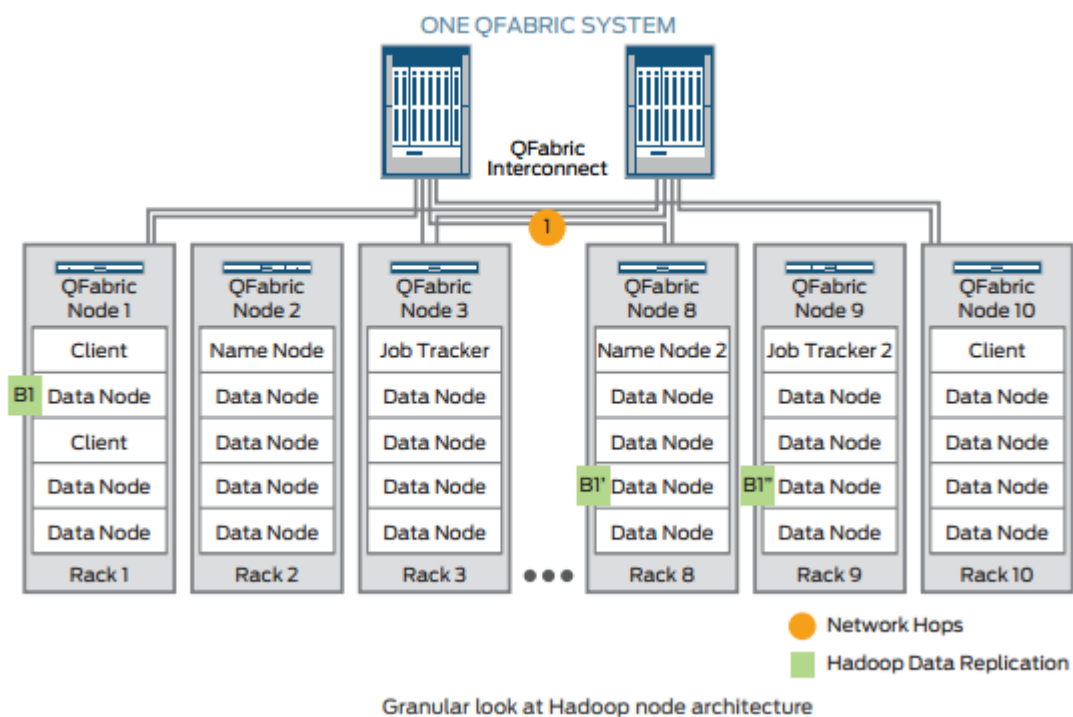 ONE QFABRIC SYSTEM
QFabric
Interconnect
1
QFabric
Node 1
Client
B1
Data Node
Client
Data Node
Data Node
Rack 1
QFabric
Node 2
Name Node
Data Node
Data Node
Data Node
Data Node
Rack 2
QFabric
Node 3
Job Tracker
Data Node
Data Node
Data Node
Data Node
Rack 3
QFabric
Node 8
Name Node 2
Data Node
Data Node
B1'
Data Node
Data Node
Rack 8
QFabric
Node 9
Job Tracker 2
Data Node
Data Node
B1"
Data Node
Data Node
Rack 9
QFabric
Node 10
Client
Data Node
Data Node
Data Node
Data Node
Rack 10
Network Hops
Hadoop Data Replication
Granular look at Hadoop node architecture